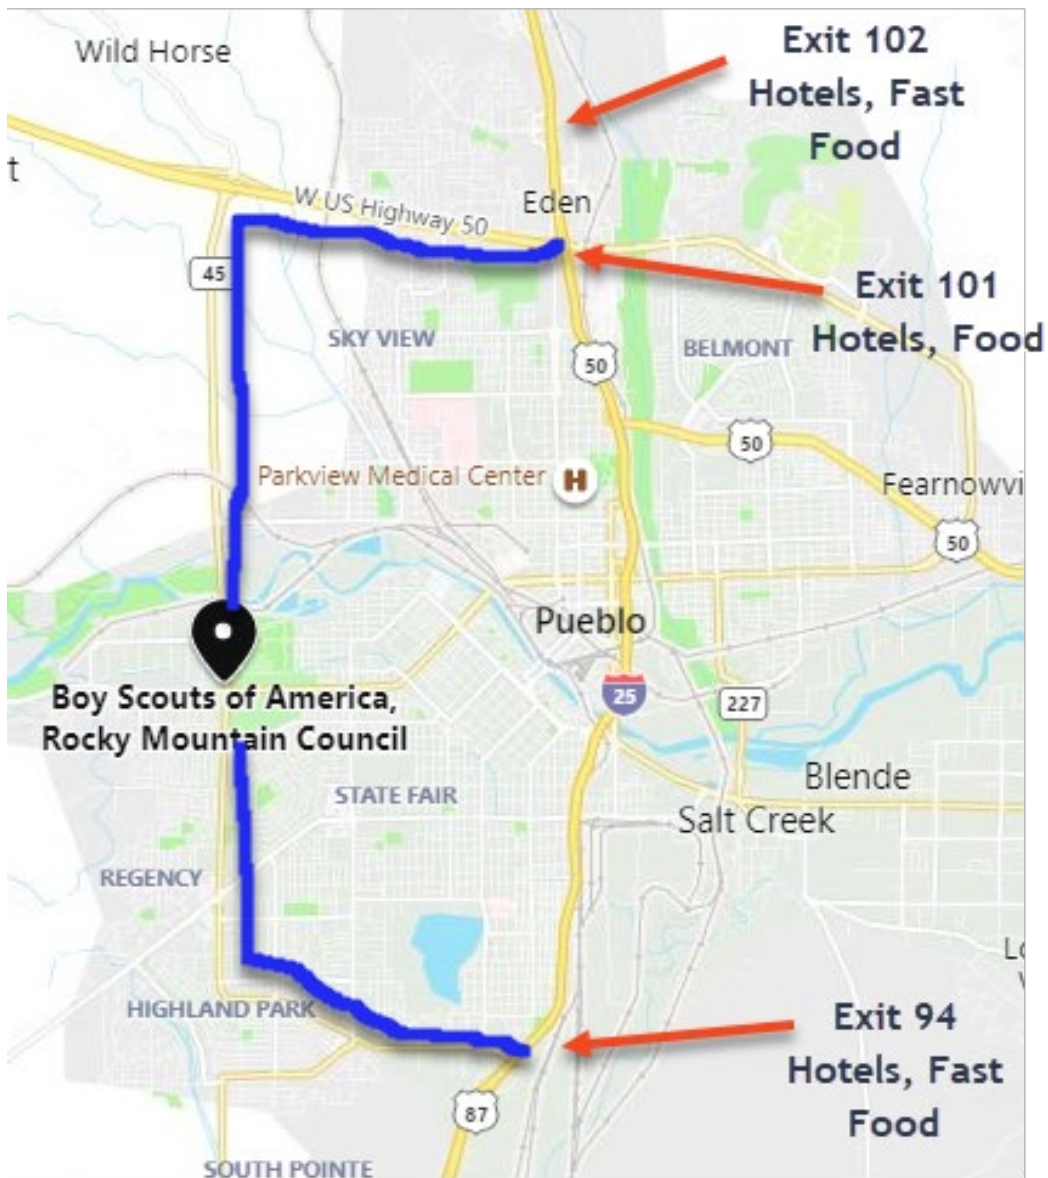 Wild Horse
Exit 102
Hotels, Fast
Food
t
W US Highway 50
Eden
45
Exit 101
Hotels, Food
SKY VIEW
BELMONT
50
50
Parkview Medical Center
H
Fearnowvi
50
Pueblo
25
227
Boy Scouts of America,
Rocky Mountain Council
Blende
STATE FAIR
Salt Creek
REGENCY
Lo
HIGHLAND PARK
Exit 94
Hotels, Fast
Food
87
SOUTH POINTE